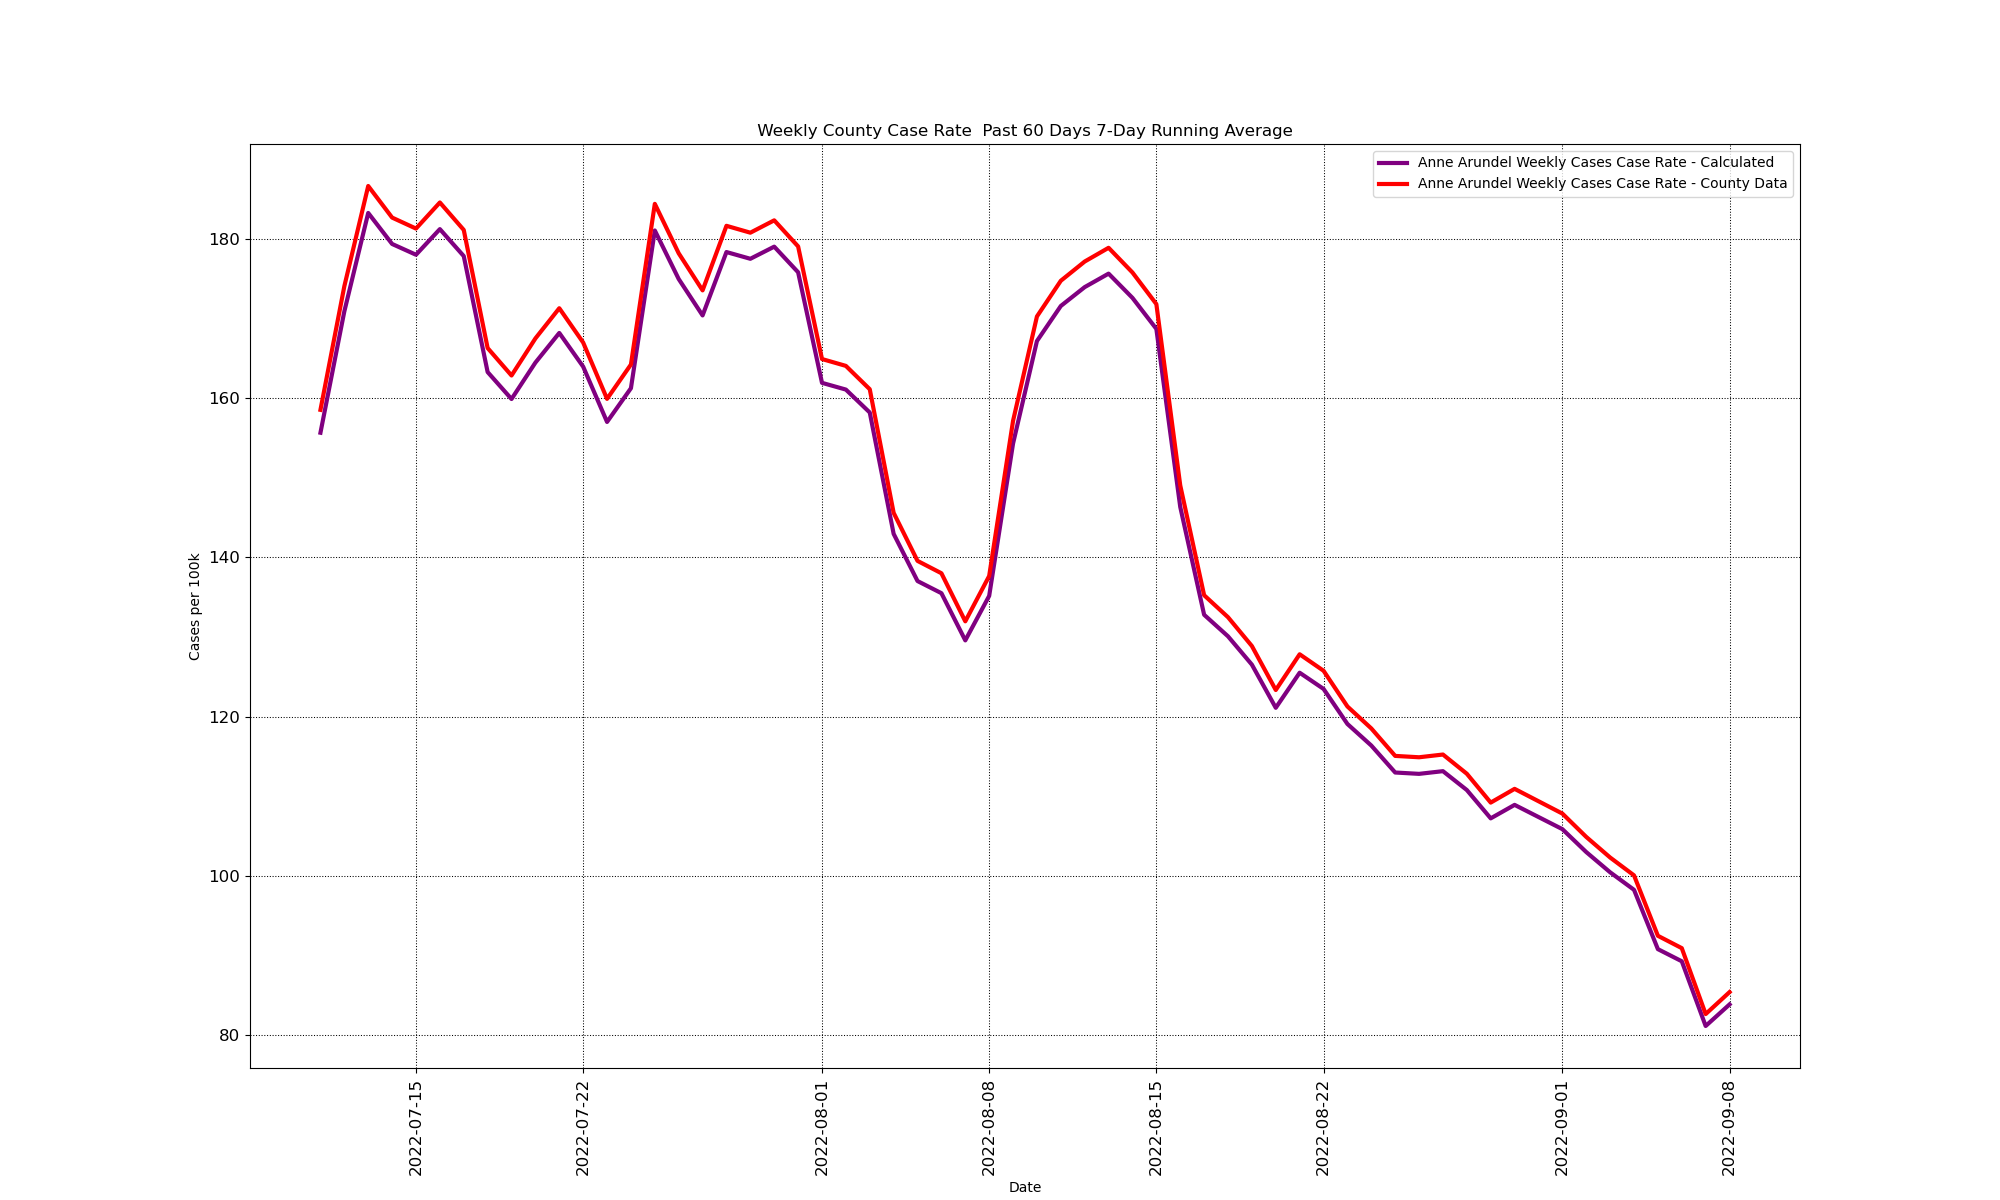 Weekly County Case Rate  Past 60 Days 7-Day Running Average
Anne Arundel Weekly Cases Case Rate - Calculated
Anne Arundel Weekly Cases Case Rate - County Data
Cases per 100k
180
160
140
120
100
80
2022-07-15
2022-07-22
2022-08-01
2022-08-08
2022-08-15
2022-08-22
2022-09-01
2022-09-08
Date